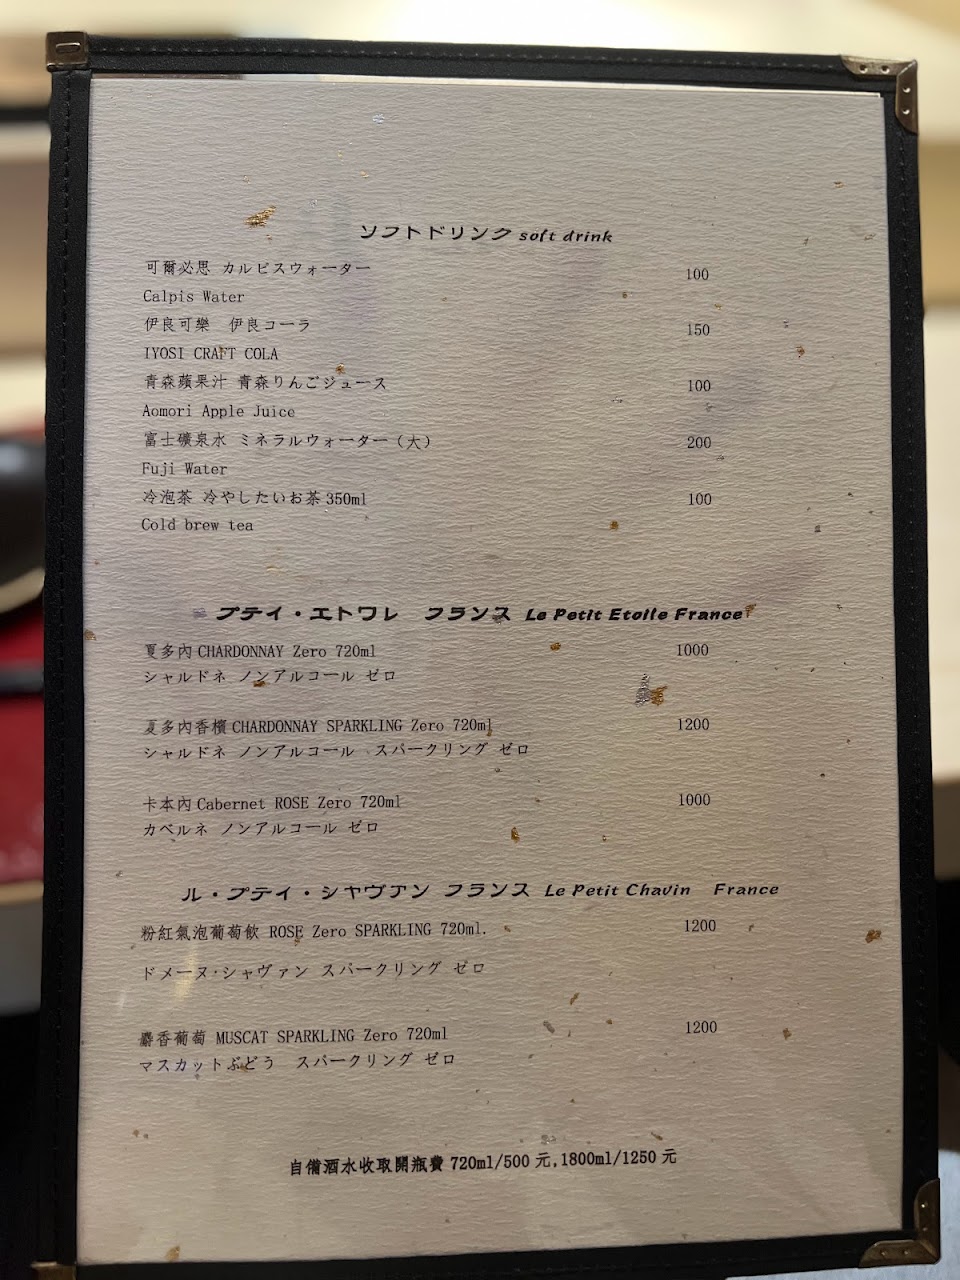 ソフトドリンク soft drink
可爾必思 カルピスウォーター 100
Calpis Water
伊良可樂 伊良コーラ 150
IYOSI CRAFT COLA
青森蘋果汁 青森りんごジュース 100
Aomori Apple Juice
富士礦泉水 ミネラルウォーター（大） 200
Fuji Water
冷泡茶 冷やしたいお茶 350ml 100
Cold brew tea
プテイ・エトワレ フランス Le Petit Etoile France
夏多內 CHARDONNAY Zero 720ml 1000
シャルドネ ノンアルコール ゼロ
夏多內香檳 CHARDONNAY SPARKLING Zero 720ml 1200
シャルドネ ノンアルコール スパークリング ゼロ
卡本內 Cabernet ROSE Zero 720ml 1000
カベルネ ノンアルコール ゼロ
ル・プテイ・シヤヴアン フランス Le Petit Chavin France
粉紅氣泡葡萄飲 ROSE Zero SPARKLING 720ml. 1200
ドメーヌ·シャヴァン スパークリング ゼロ
麝香葡萄 MUSCAT SPARKLING Zero 720ml 1200
マスカットぶどう スパークリング ゼロ
自備酒水收取開瓶費 720ml/500 元,1800ml/1250 元